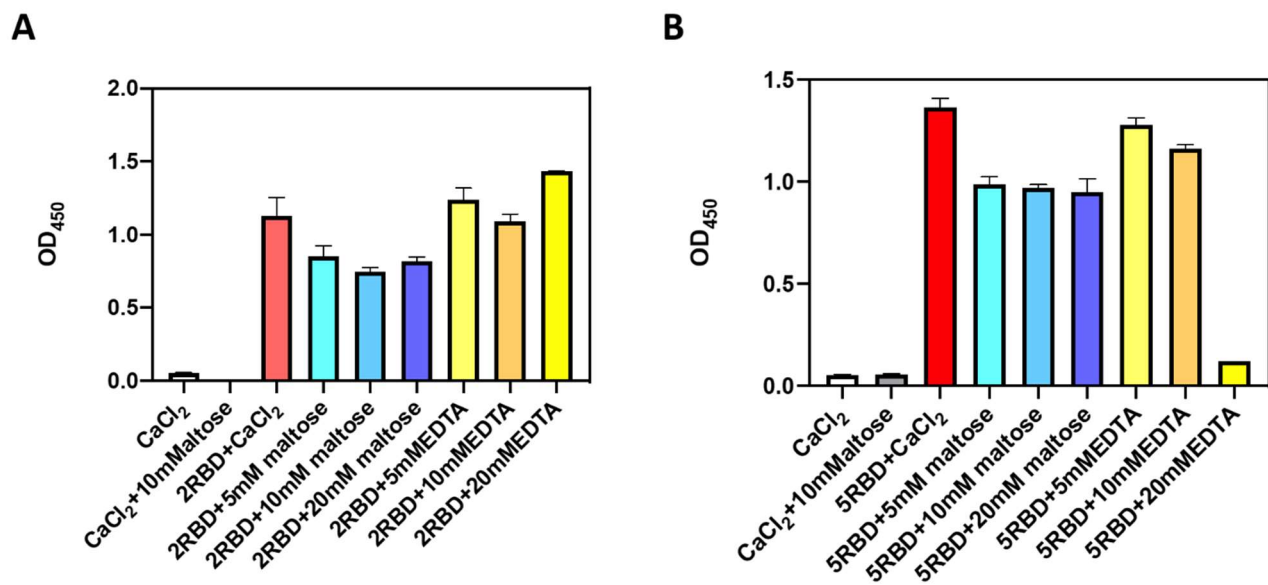 A
OD450
2.0
1.5
1.0
0.5
0.0
CaCl2
CaCl2+10mMaltose
2RBD+CaCl2
2RBD+5mM maltose
2RBD+10mM maltose
2RBD+20mM maltose
2RBD+5mMEDTA
2RBD+10mMEDTA
2RBD+20mMEDTA
B
OD450
1.5
1.0
0.5
0.0
CaCl2
CaCl2+10mMaltose
5RBD+CaCl2
5RBD+5mM maltose
5RBD+10mM maltose
5RBD+20mM maltose
5RBD+5mMEDTA
5RBD+10mMEDTA
5RBD+20mMEDTA